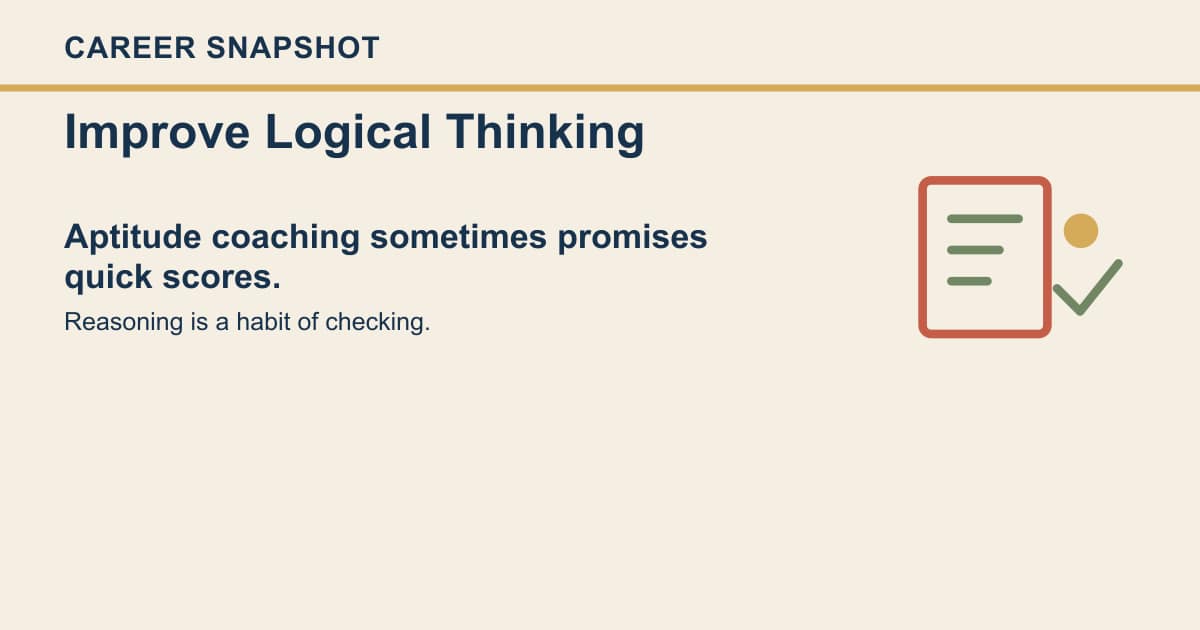 CAREER SNAPSHOT
Improve Logical Thinking
Aptitude coaching sometimes promises
quick scores.
Reasoning is a habit of checking.